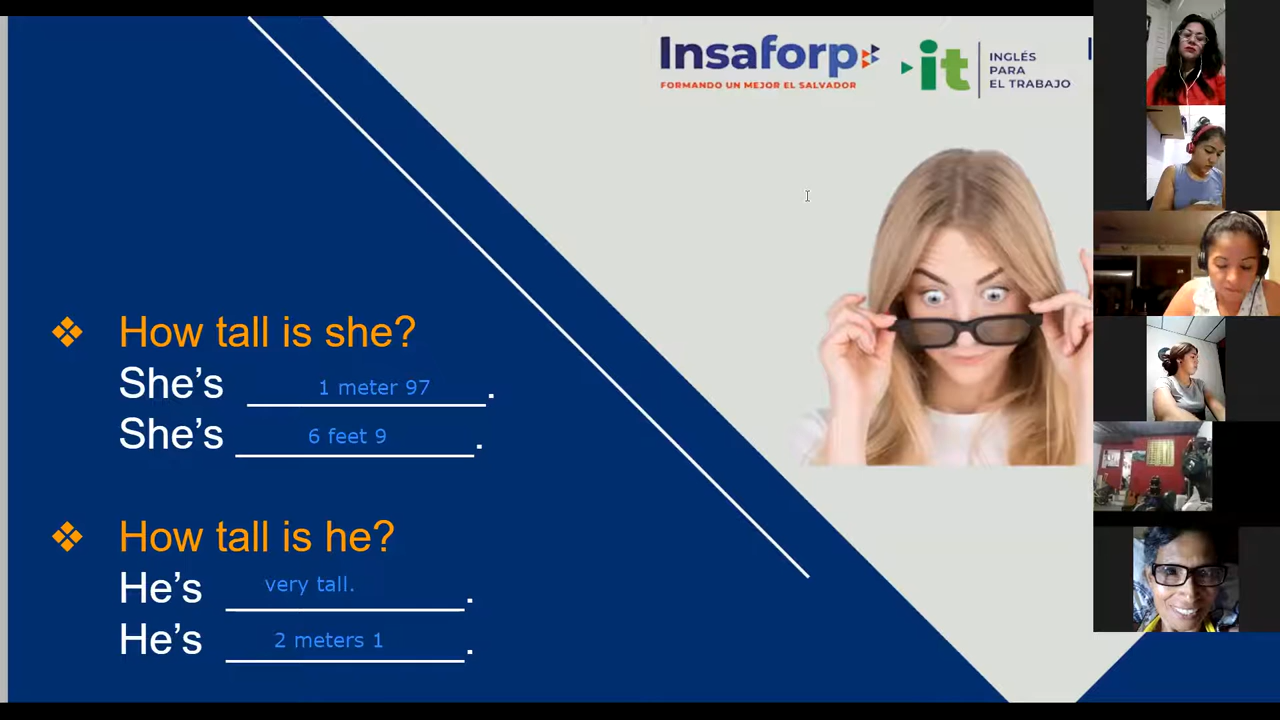 Insaforp
FORMANDO UN MEJOR EL SALVADOR
it
INGLÉS
PARA
EL TRABAJO
❖ How tall is she?
She's 1 meter 97.
She's 6 feet 9.
❖ How tall is he?
He's very tall..
He's 2 meters 1.